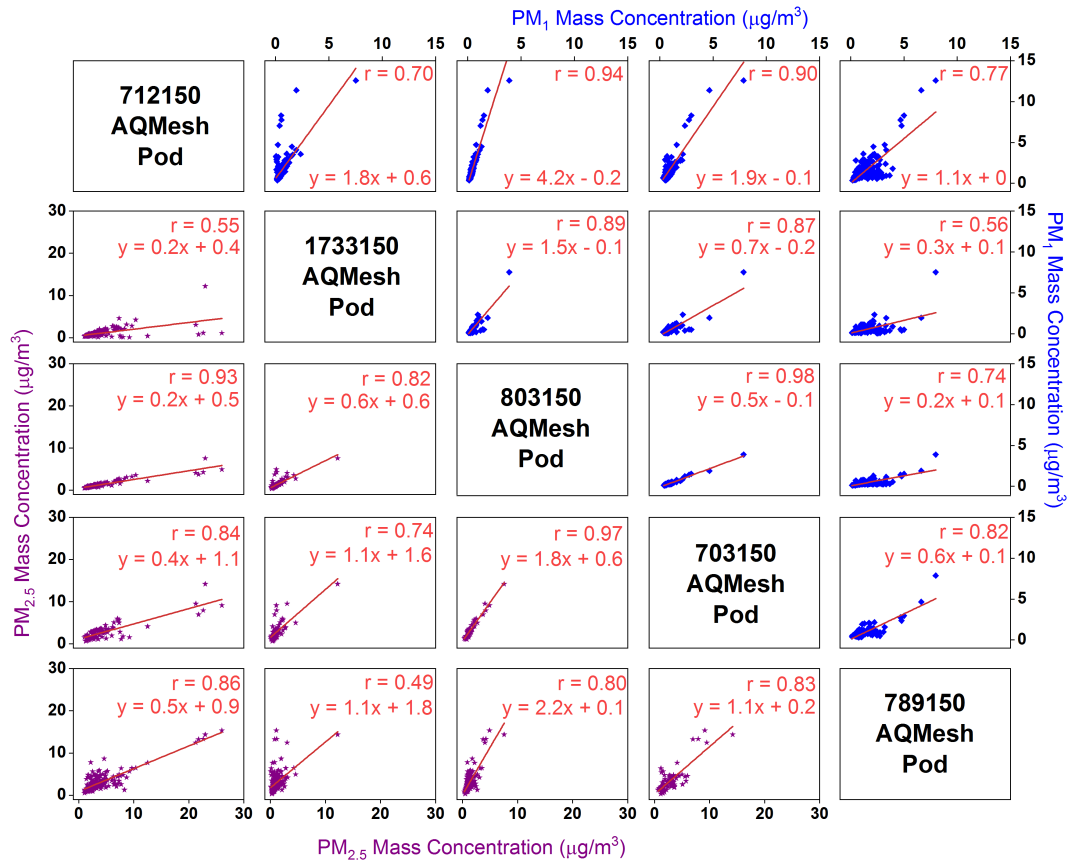 PM1 Mass Concentration (μg/m³)
0 5 10 15 0 5 10 15 0 5 10 15 0 5 10 15
712150
AQMesh
Pod
r = 0.70
y = 1.8x + 0.6
r = 0.94
y = 4.2x - 0.2
r = 0.90
y = 1.9x - 0.1
r = 0.77
y = 1.1x + 0
15
10
5
0
30
20
10
0
r = 0.55
y = 0.2x + 0.4
1733150
AQMesh
Pod
r = 0.89
y = 1.5x - 0.1
r = 0.87
y = 0.7x - 0.2
r = 0.56
y = 0.3x + 0.1
15
10
5
0
30
20
10
0
r = 0.93
y = 0.2x + 0.5
r = 0.82
y = 0.6x + 0.6
803150
AQMesh
Pod
r = 0.98
y = 0.5x - 0.1
r = 0.74
y = 0.2x + 0.1
15
10
5
0
30
20
10
0
r = 0.84
y = 0.4x + 1.1
r = 0.74
y = 1.1x + 1.6
r = 0.97
y = 1.8x + 0.6
703150
AQMesh
Pod
r = 0.82
y = 0.6x + 0.1
15
10
5
0
30
20
10
0
r = 0.86
y = 0.5x + 0.9
r = 0.49
y = 1.1x + 1.8
r = 0.80
y = 2.2x + 0.1
r = 0.83
y = 1.1x + 0.2
789150
AQMesh
Pod
0 10 20 30 0 10 20 30 0 10 20 30 0 10 20 30
PM2.5 Mass Concentration (μg/m³)
PM2.5 Mass Concentration (μg/m³)
PM1 Mass Concentration (μg/m³)